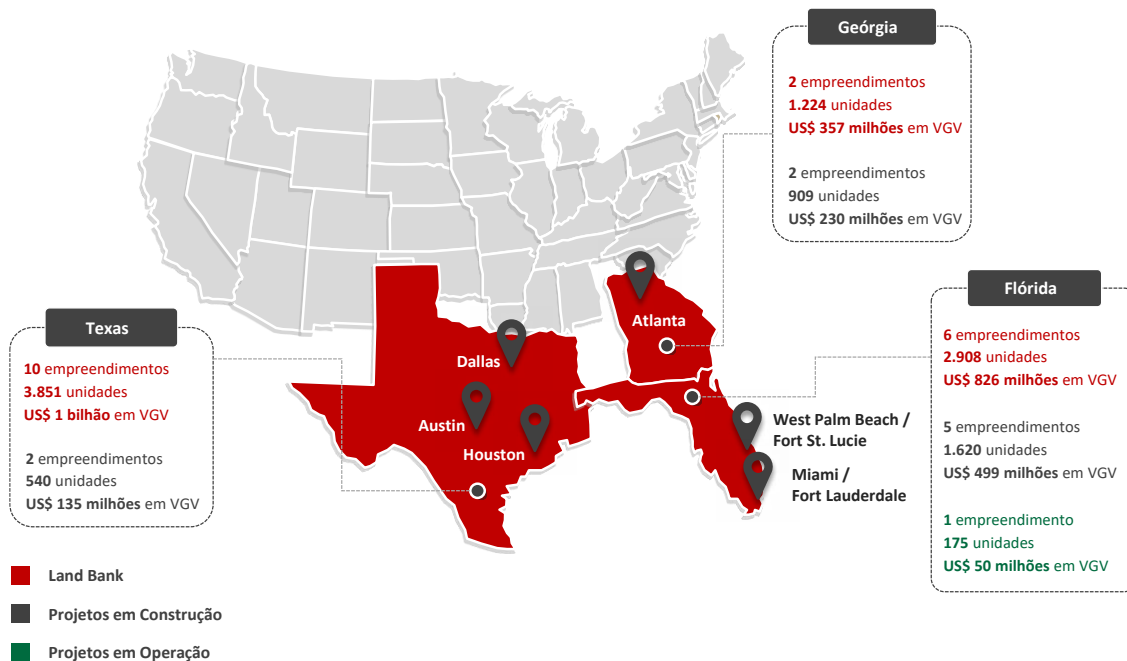 Geórgia
2 empreendimentos
1.224 unidades
US$ 357 milhões em VGV
2 empreendimentos
909 unidades
US$ 230 milhões em VGV
Flórida
6 empreendimentos
2.908 unidades
US$ 826 milhões em VGV
5 empreendimentos
1.620 unidades
US$ 499 milhões em VGV
1 empreendimento
175 unidades
US$ 50 milhões em VGV
Texas
10 empreendimentos
3.851 unidades
US$ 1 bilhão em VGV
2 empreendimentos
540 unidades
US$ 135 milhões em VGV
Atlanta
Dallas
Austin
Houston
West Palm Beach /
Fort St. Lucie
Miami /
Fort Lauderdale
Land Bank
Projetos em Construção
Projetos em Operação